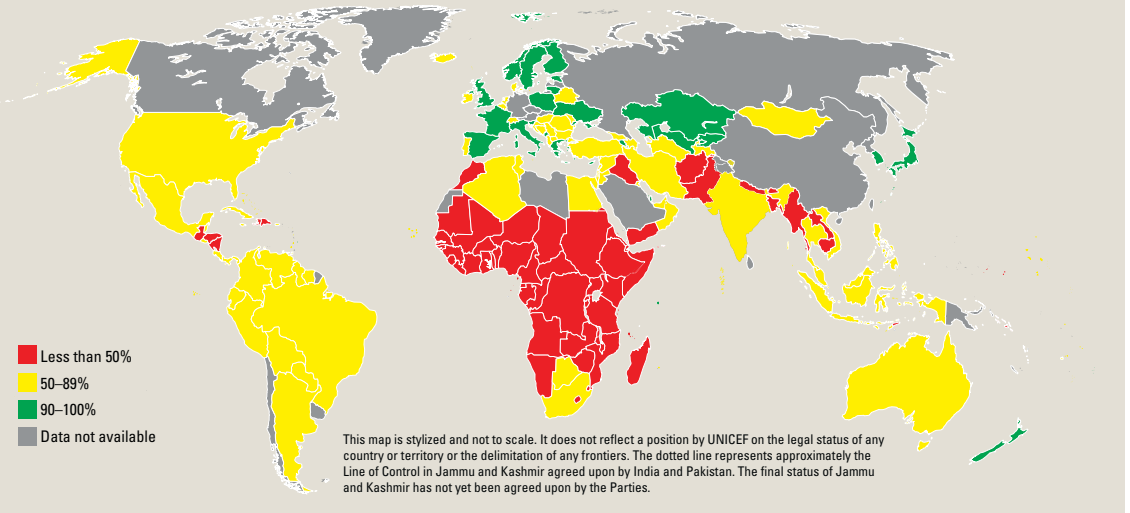 Less than 50%
50–89%
90–100%
Data not available
This map is stylized and not to scale. It does not reflect a position by UNICEF on the legal status of any
country or territory or the delimitation of any frontiers. The dotted line represents approximately the
Line of Control in Jammu and Kashmir agreed upon by India and Pakistan. The final status of Jammu
and Kashmir has not yet been agreed upon by the Parties.